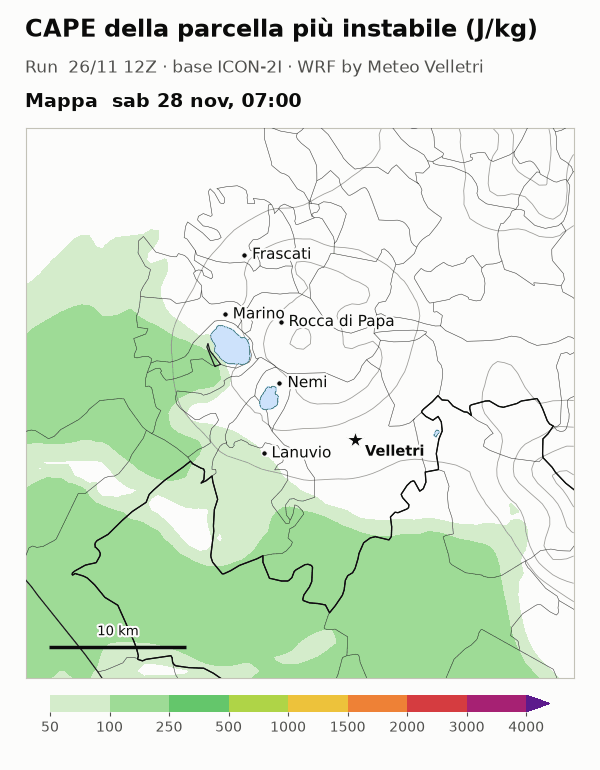 CAPE della parcella più instabile (J/kg)
Run  26/11 12Z · base ICON-2I · WRF by Meteo Velletri
Mappa  sab 28 nov, 07:00
Frascati
Marino
Rocca di Papa
Nemi
Velletri
Lanuvio
10 km
50 100 250 500 1000 1500 2000 3000 4000